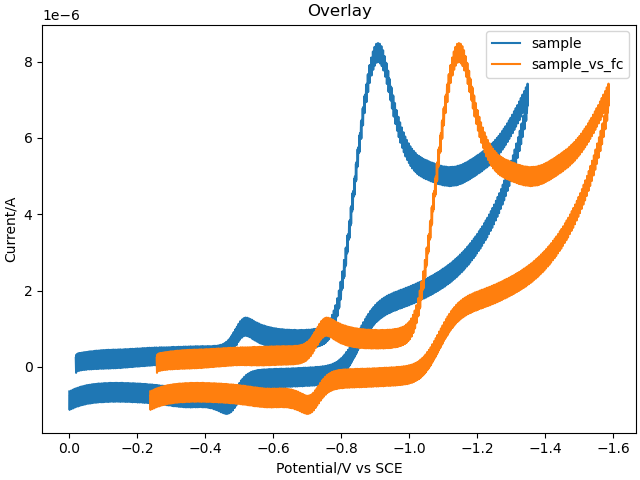 Overlay
1e−6
sample
sample_vs_fc
8
6
4
2
0
Current/A
0.0 −0.2 −0.4 −0.6 −0.8 −1.0 −1.2 −1.4 −1.6
Potential/V vs SCE